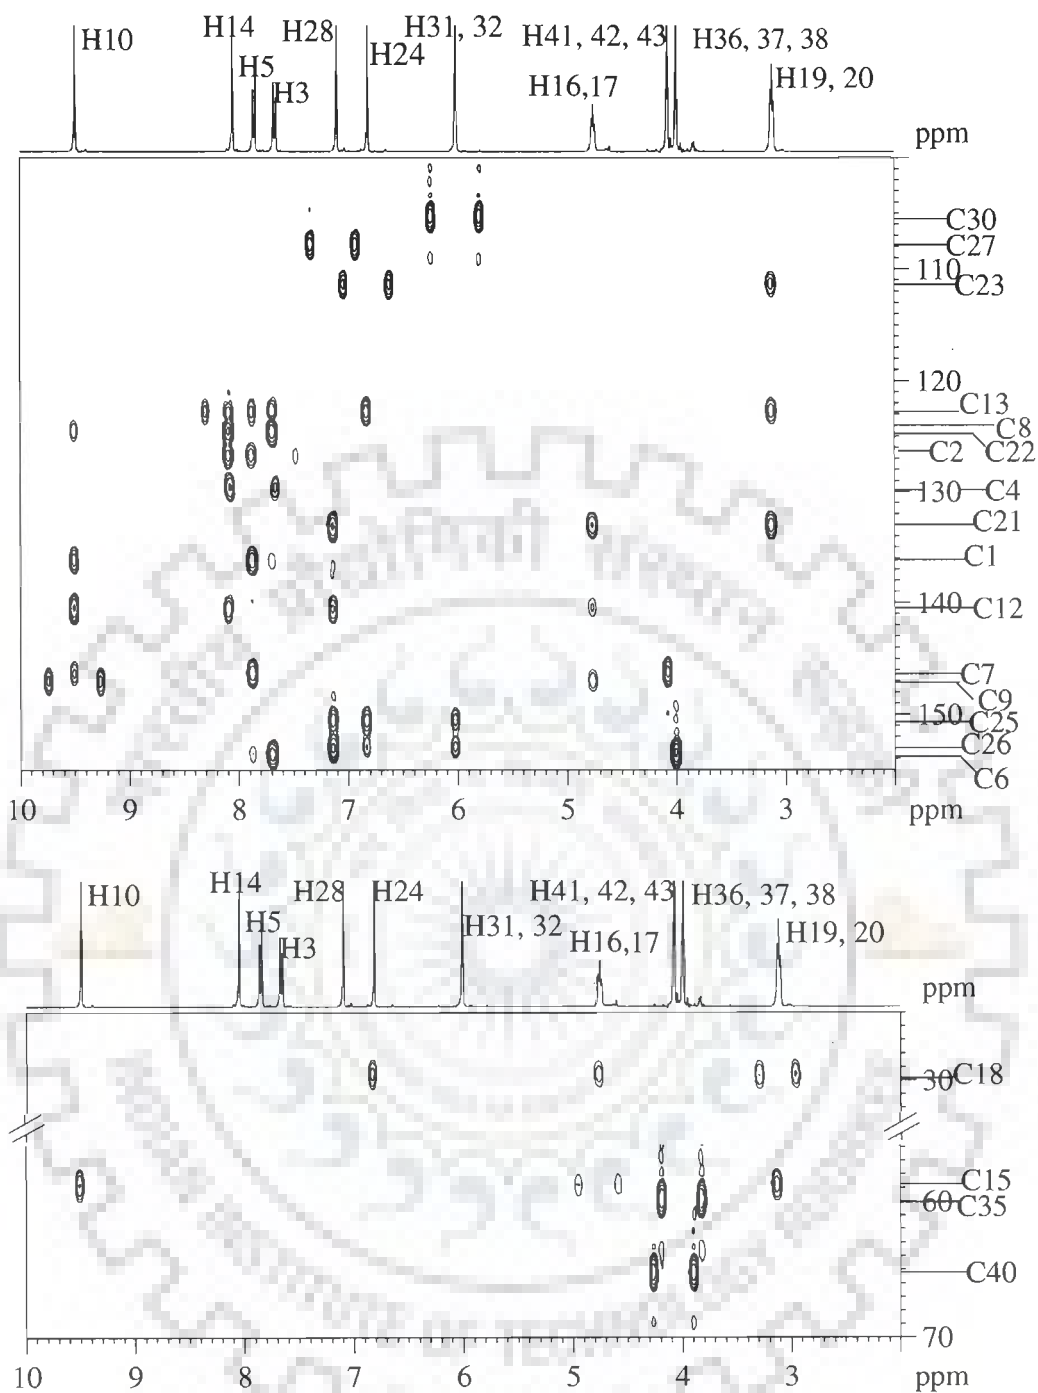 H10
H14
H28
H31, 32
H41, 42, 43
H36, 37, 38
H5
H24
H3
H16,17
H19, 20
ppm
C30
C27
110
C23
120
C13
C8
C2
C22
130
C4
C21
C1
140
C12
C7
C9
150
C25
C26
C6
10 9 8 7 6 5 4 3 ppm
H10
H14
H28
H24
H41, 42, 43
H36, 37, 38
H5
H31, 32
H3
H16,17
H19, 20
ppm
30
C18
C15
60
C35
C40
70
10 9 8 7 6 5 4 3 ppm